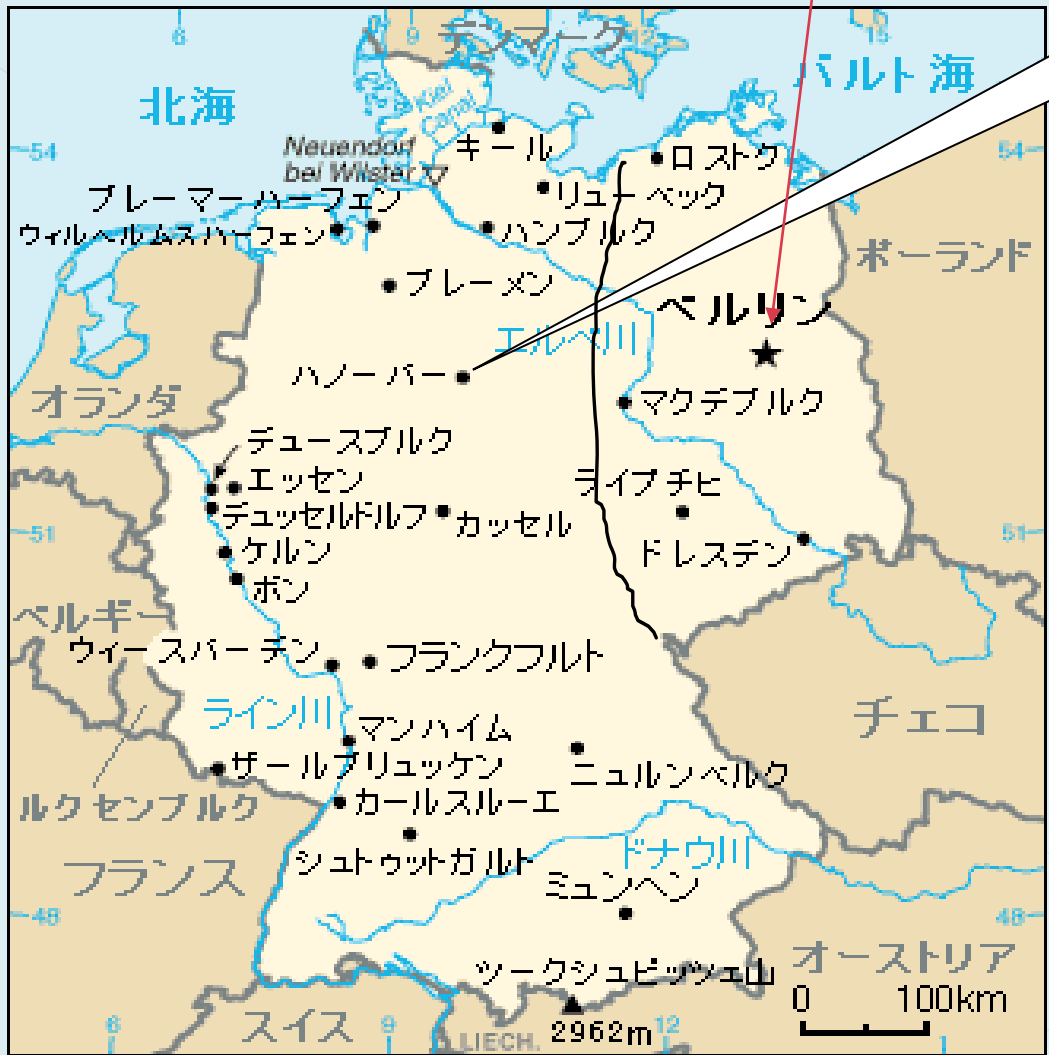 6
9
デンマーク
12
15
北海
バルト海
Kiel
Canal
54
Neuendorf
bei Wilster
キール
ロストク
54
ブレーマーハーフェン
リューベック
ウィルヘルムスハーフェン
ハンブルク
ポーランド
ブレーメン
ベルリン
エルベ川
ハノーバー
オランダ
マクデブルク
デュースブルク
エッセン
ライプチヒ
デュッセルドルフ
カッセル
51
51
ケルン
ドレスデン
ボン
ベルギー
ウィースバーデン
フランクフルト
ライン川
マンハイム
チェコ
ザールブリュッケン
ニュルンベルク
ルクセンブルク
カールスルーエ
シュトゥットガルト
ドナウ川
フランス
ミュンヘン
48
48
ツークシュピッツェ山
オーストリア
0 100km
6
スイス
9
LIECH.
2962m
12
1